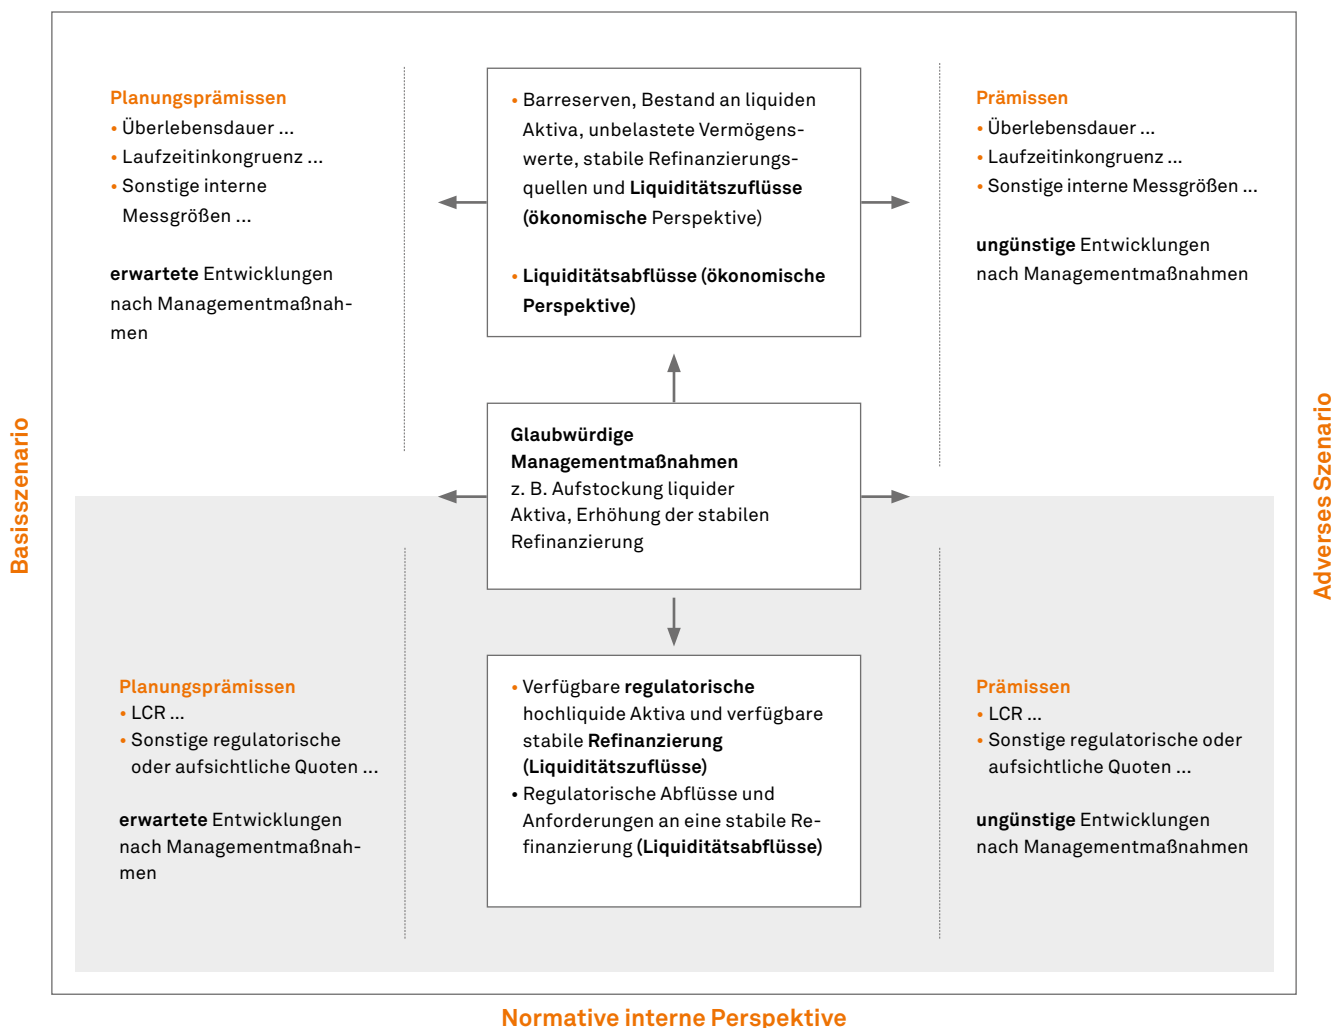 Planungsprämissen
• Überlebensdauer ...
• Laufzeitinkongruenz ...
• Sonstige interne
Messgrößen ...
erwartete Entwicklungen
nach Managementmaßnah-
men
• Barreserven, Bestand an liquiden
Aktiva, unbelastete Vermögens-
werte, stabile Refinanzierungs-
quellen und Liquiditätszuflüsse
(ökonomische Perspektive)
• Liquiditätsabflüsse (ökonomische
Perspektive)
Prämissen
• Überlebensdauer ...
• Laufzeitinkongruenz ...
• Sonstige interne Messgrößen ...
ungünstige Entwicklungen
nach Managementmaßnahmen
Basisszenario
Glaubwürdige
Managementmaßnahmen
z. B. Aufstockung liquider
Aktiva, Erhöhung der stabilen
Refinanzierung
Adverses Szenario
Planungsprämissen
• LCR ...
• Sonstige regulatorische
oder aufsichtliche Quoten ...
erwartete Entwicklungen
nach Managementmaßnah-
men
• Verfügbare regulatorische
hochliquide Aktiva und verfügbare
stabile Refinanzierung
(Liquiditätszuflüsse)
• Regulatorische Abflüsse und
Anforderungen an eine stabile Re-
finanzierung (Liquiditätsabflüsse)
Prämissen
• LCR ...
• Sonstige regulatorische oder
aufsichtliche Quoten ...
ungünstige Entwicklungen
nach Managementmaßnahmen
Normative interne Perspektive